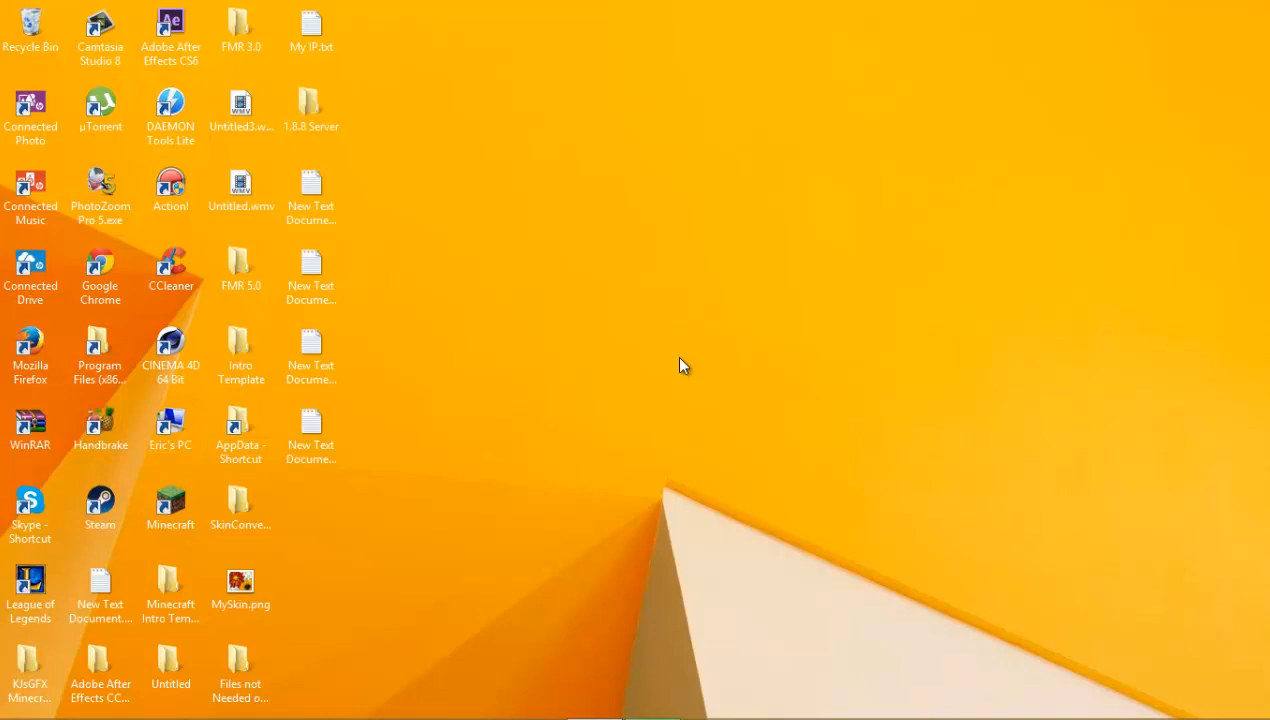 Recycle Bin
Camtasia
Studio 8
Adobe After
Effects CS6
FMR 3.0
My IP.txt
Connected
Photo
µTorrent
DAEMON
Tools Lite
Untitled3.w...
1.8.8 Server
Connected
Music
PhotoZoom
Pro 5.exe
Action!
Untitled.wmv
New Text
Docume...
Connected
Drive
Google
Chrome
CCleaner
FMR 5.0
New Text
Docume...
Mozilla
Firefox
Program
Files (x86...
CINEMA 4D
64 Bit
Intro
Template
New Text
Docume...
WinRAR
Handbrake
Eric's PC
AppData -
Shortcut
New Text
Docume...
Skype -
Shortcut
Steam
Minecraft
SkinConve...
League of
Legends
New Text
Document....
Minecraft
Intro Tem...
MySkin.png
KJsGFX
Minecr...
Adobe After
Effects CC...
Untitled
Files not
Needed o...